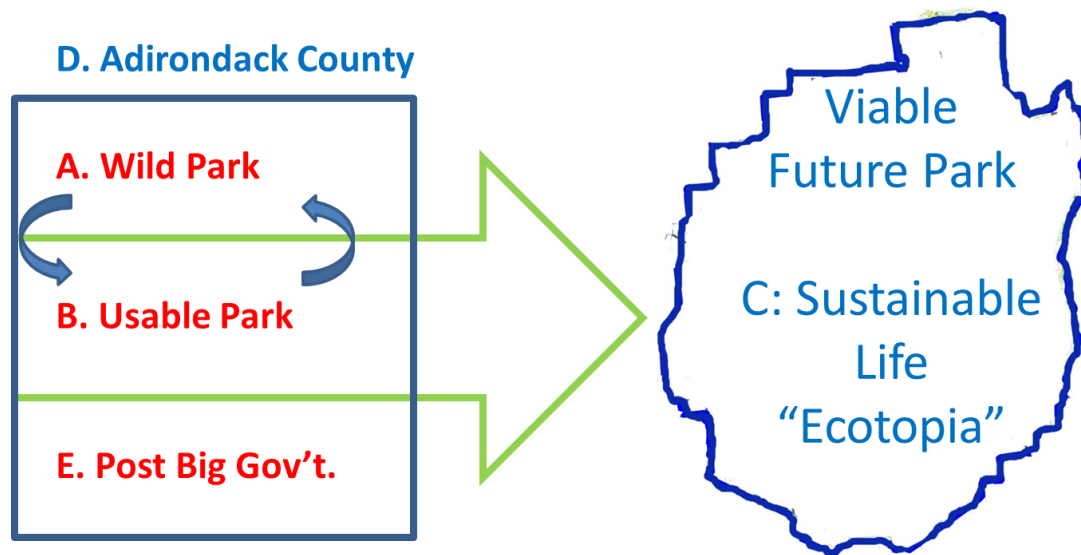 D. Adirondack County
A. Wild Park
B. Usable Park
E. Post Big Gov’t.
Viable
Future Park
C: Sustainable
Life
“Ecotopia”